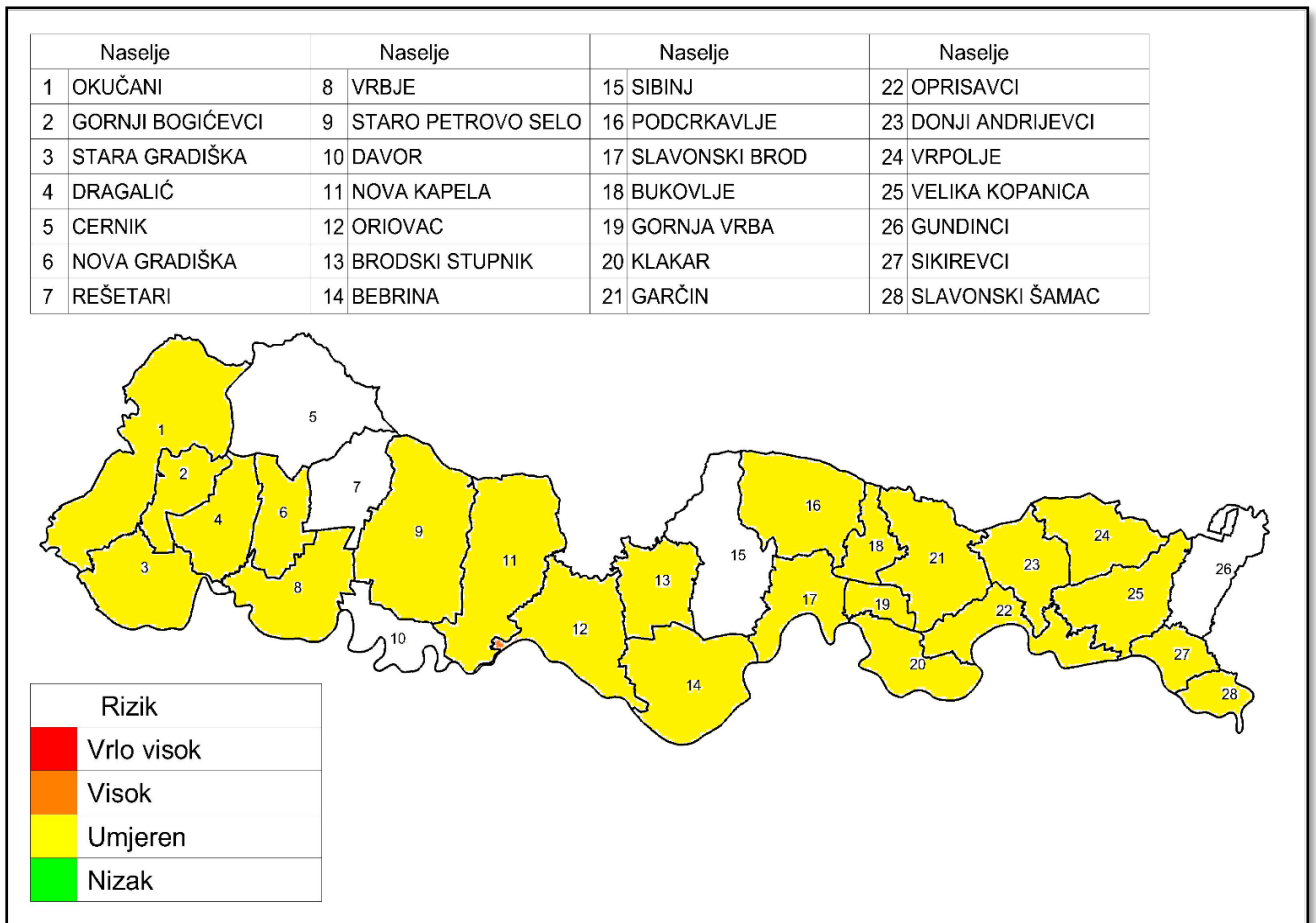 Naselje Naselje Naselje Naselje
1 OKUČANI 8 VRBJE 15 SIBINJ 22 OPRISAVCI
2 GORNJI BOGIĆEVCI 9 STARO PETROVO SELO 16 PODCRKAVLJE 23 DONJI ANDRIJEVCI
3 STARA GRADIŠKA 10 DAVOR 17 SLAVONSKI BROD 24 VRPOLJE
4 DRAGALIĆ 11 NOVA KAPELA 18 BUKOVLJE 25 VELIKA KOPANICA
5 CERNIK 12 ORIOVAC 19 GORNJA VRBA 26 GUNDINCI
6 NOVA GRADIŠKA 13 BRODSKI STUPNIK 20 KLAKAR 27 SIKIREVCI
7 REŠETARI 14 BEBRINA 21 GARČIN 28 SLAVONSKI ŠAMAC
5
1
2
7
6
4
9
16
24
18
11
15
21
3
23
26
13
8
25
17
19
22
12
10
27
20
14
28
Rizik
Vrlo visok
Visok
Umjeren
Nizak